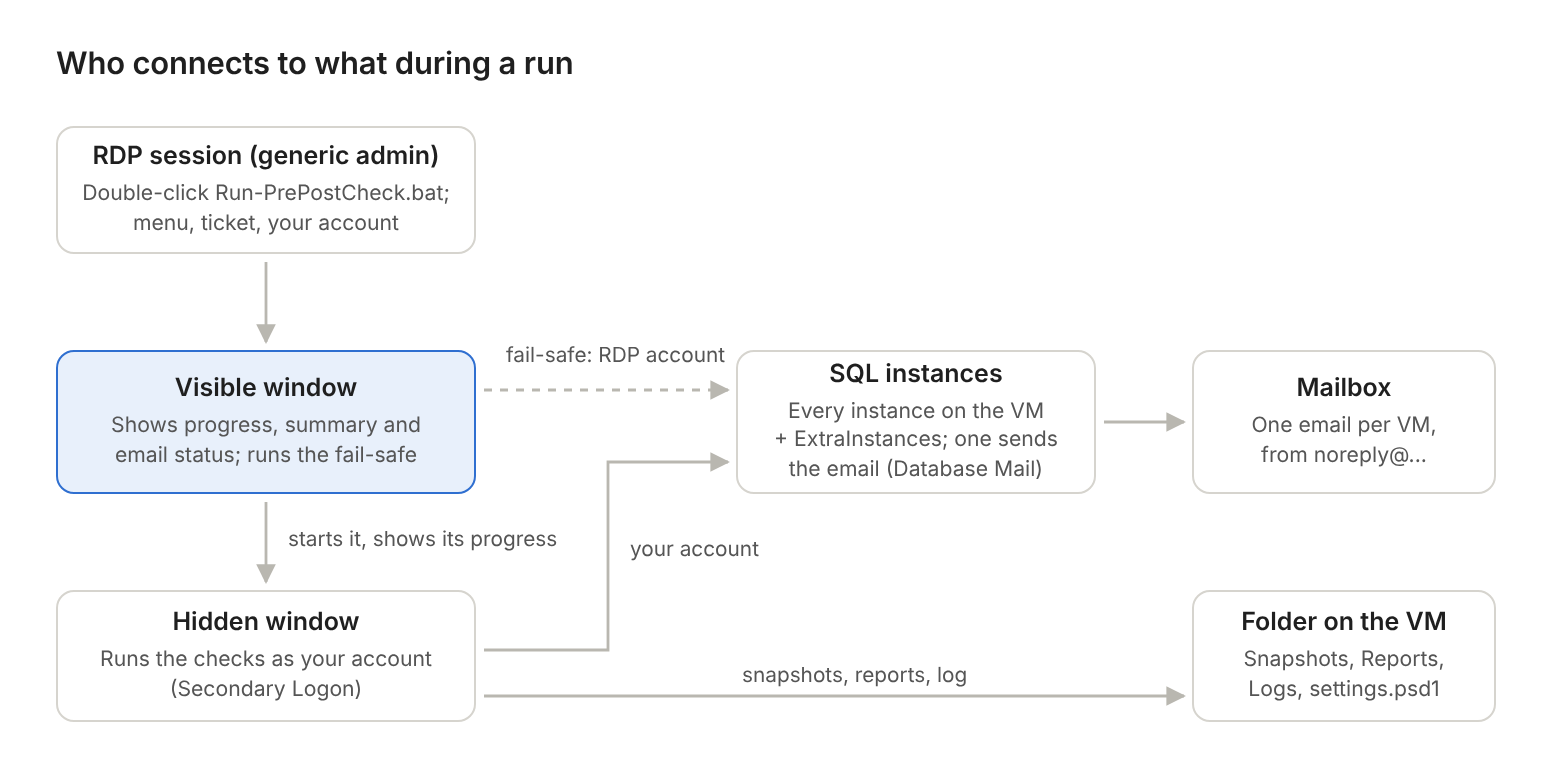 Who connects to what during a run
RDP session (generic admin)
Double-click Run-PrePostCheck.bat;
menu, ticket, your account
fail-safe: RDP account
Visible window
Shows progress, summary and
email status; runs the fail-safe
SQL instances
Every instance on the VM
+ ExtraInstances; one sends
the email (Database Mail)
Mailbox
One email per VM,
from noreply@...
starts it, shows its progress
your account
Hidden window
Runs the checks as your account
(Secondary Logon)
snapshots, reports, log
Folder on the VM
Snapshots, Reports,
Logs, settings.psd1